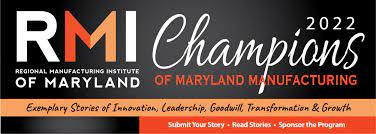 RMI
REGIONAL MANUFACTURING INSTITUTE
OF MARYLAND
2022
Champions
OF MARYLAND MANUFACTURING
Exemplary Stories of Innovation, Leadership, Goodwill, Transformation & Growth
Submit Your Story • Read Stories • Sponsor the Program